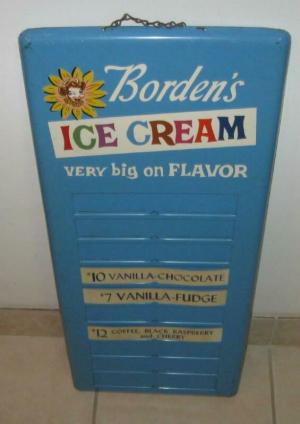 Borden's
ICE CREAM
VERY big on FLAVOR
#10 VANILLA-CHOCOLATE
#7 VANILLA-FUDGE
#12 COFFEE, BLACK RASPBERRY
and CHERRY